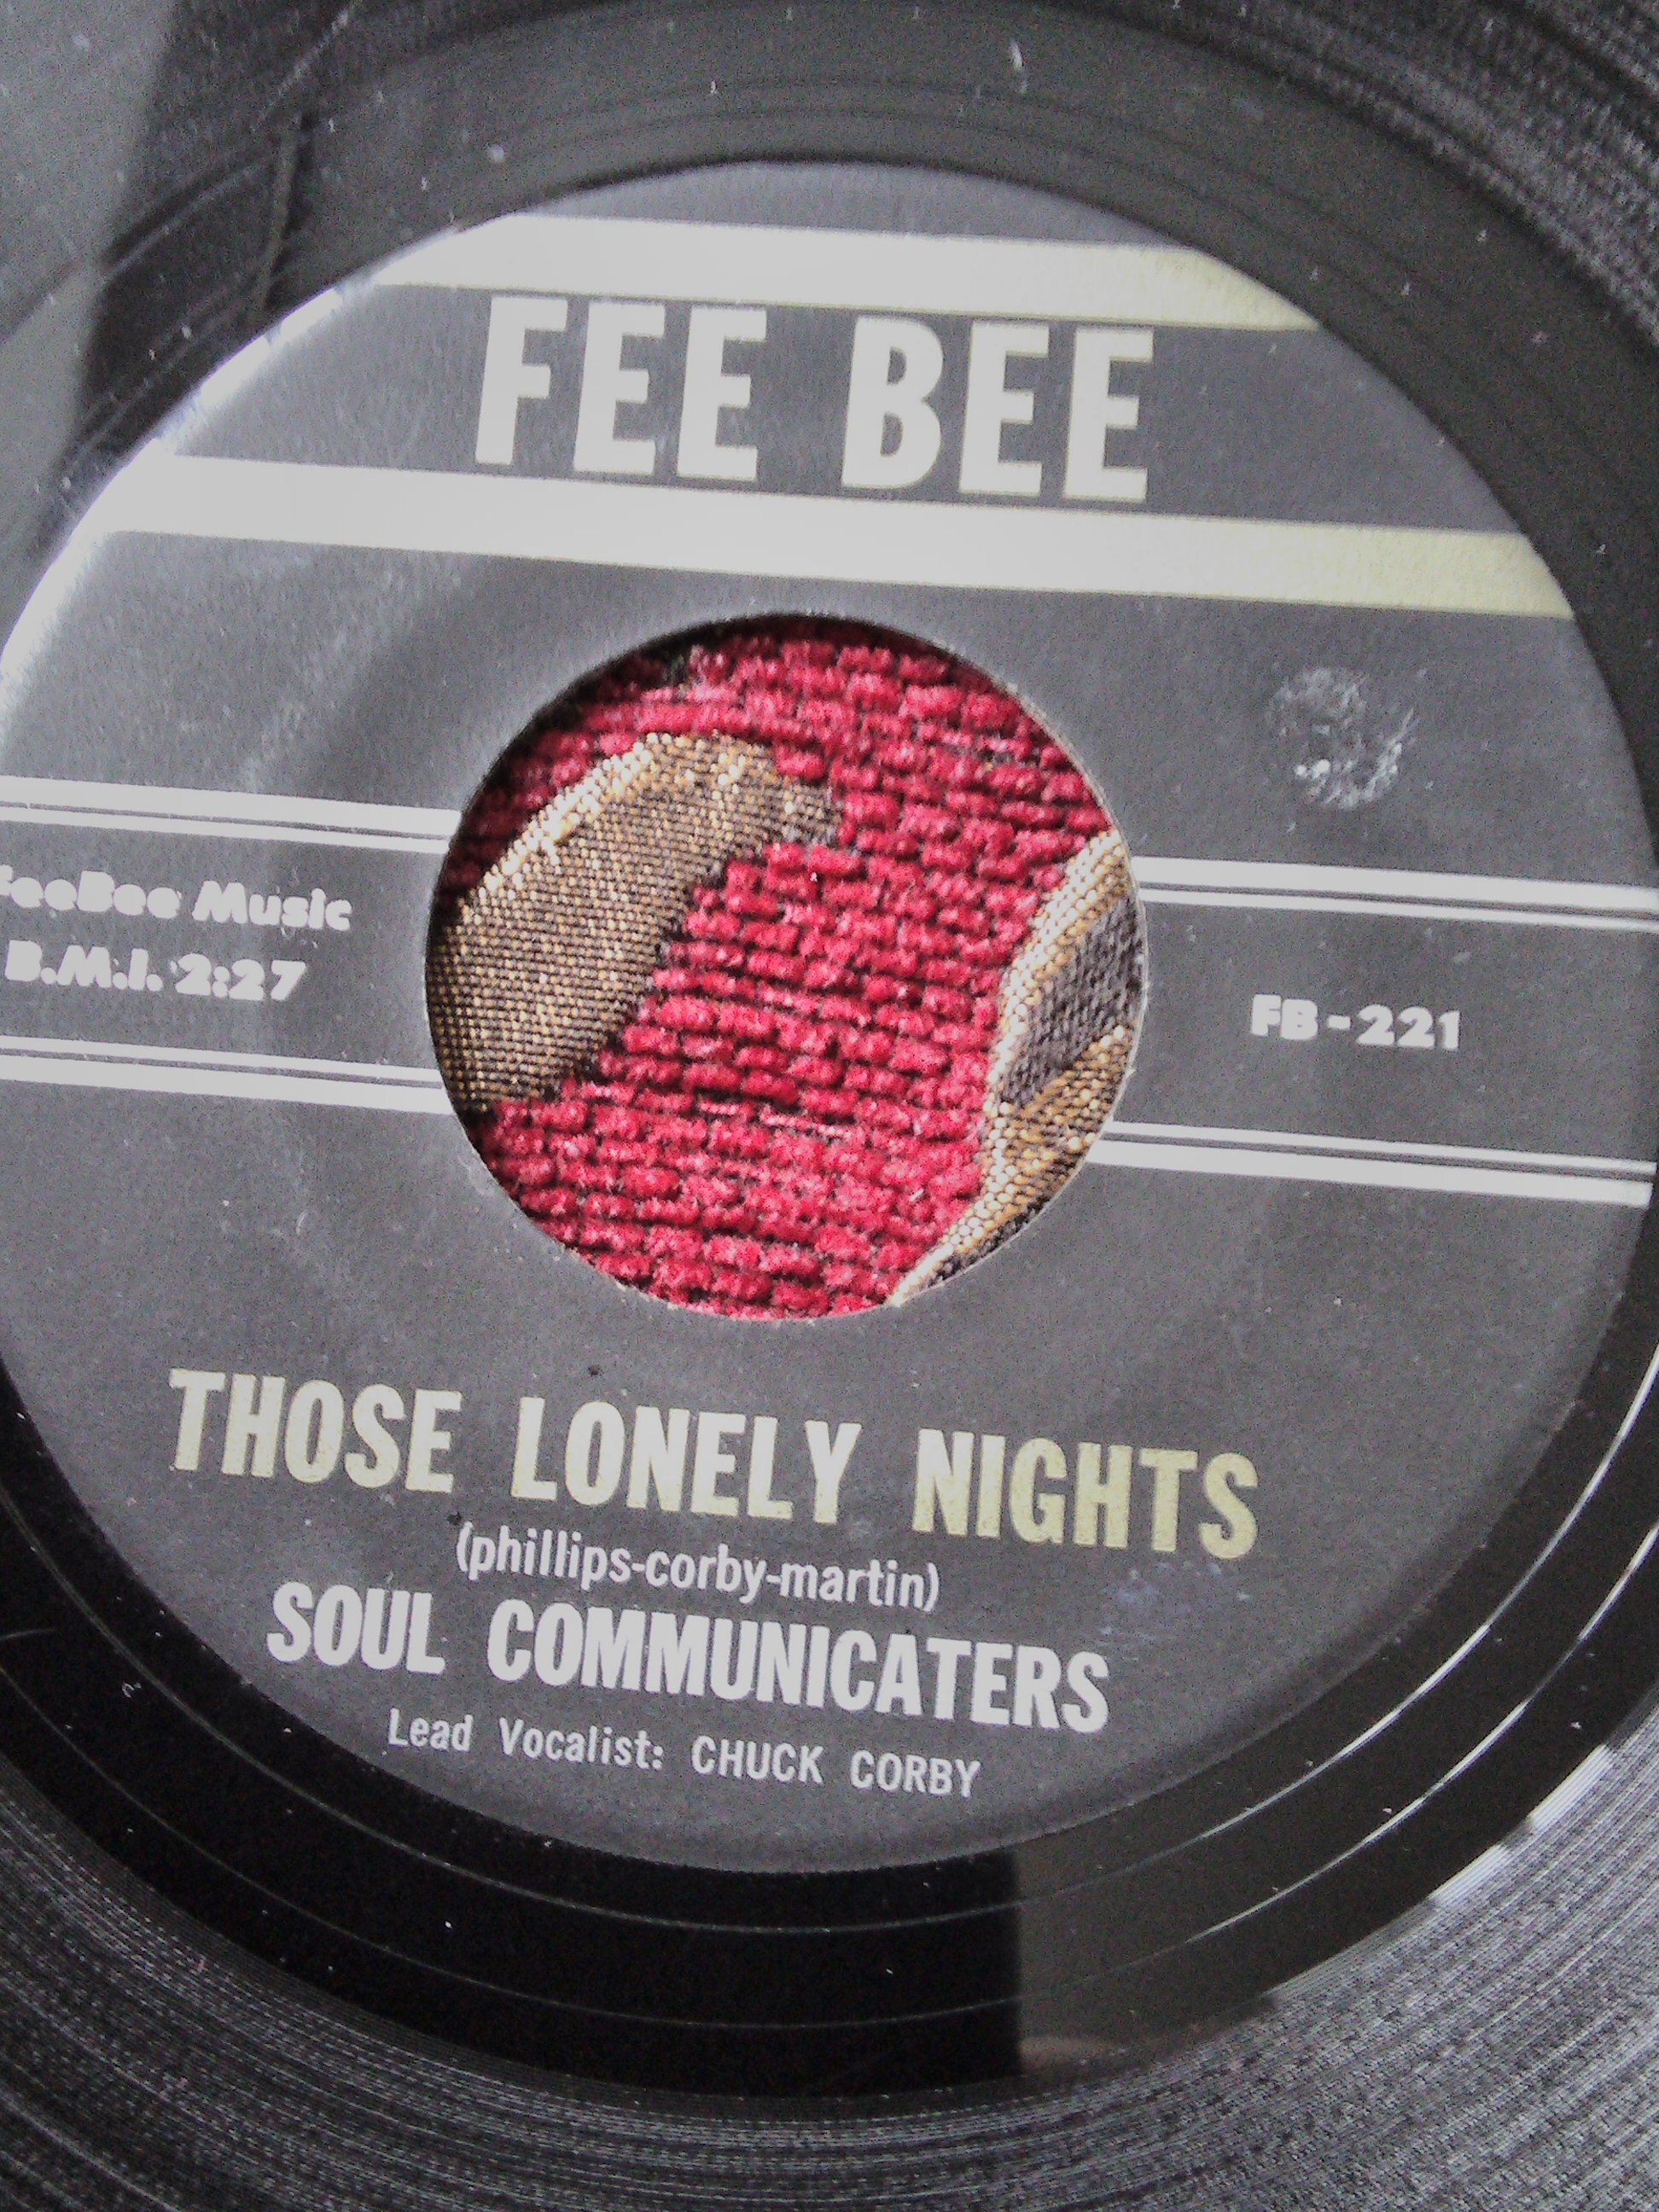 FEE BEE
FeeBee Music
B.M.I. 2:27
FB-221
THOSE LONELY NIGHTS
(phillips-corby-martin)
SOUL COMMUNICATERS
Lead Vocalist: CHUCK CORBY